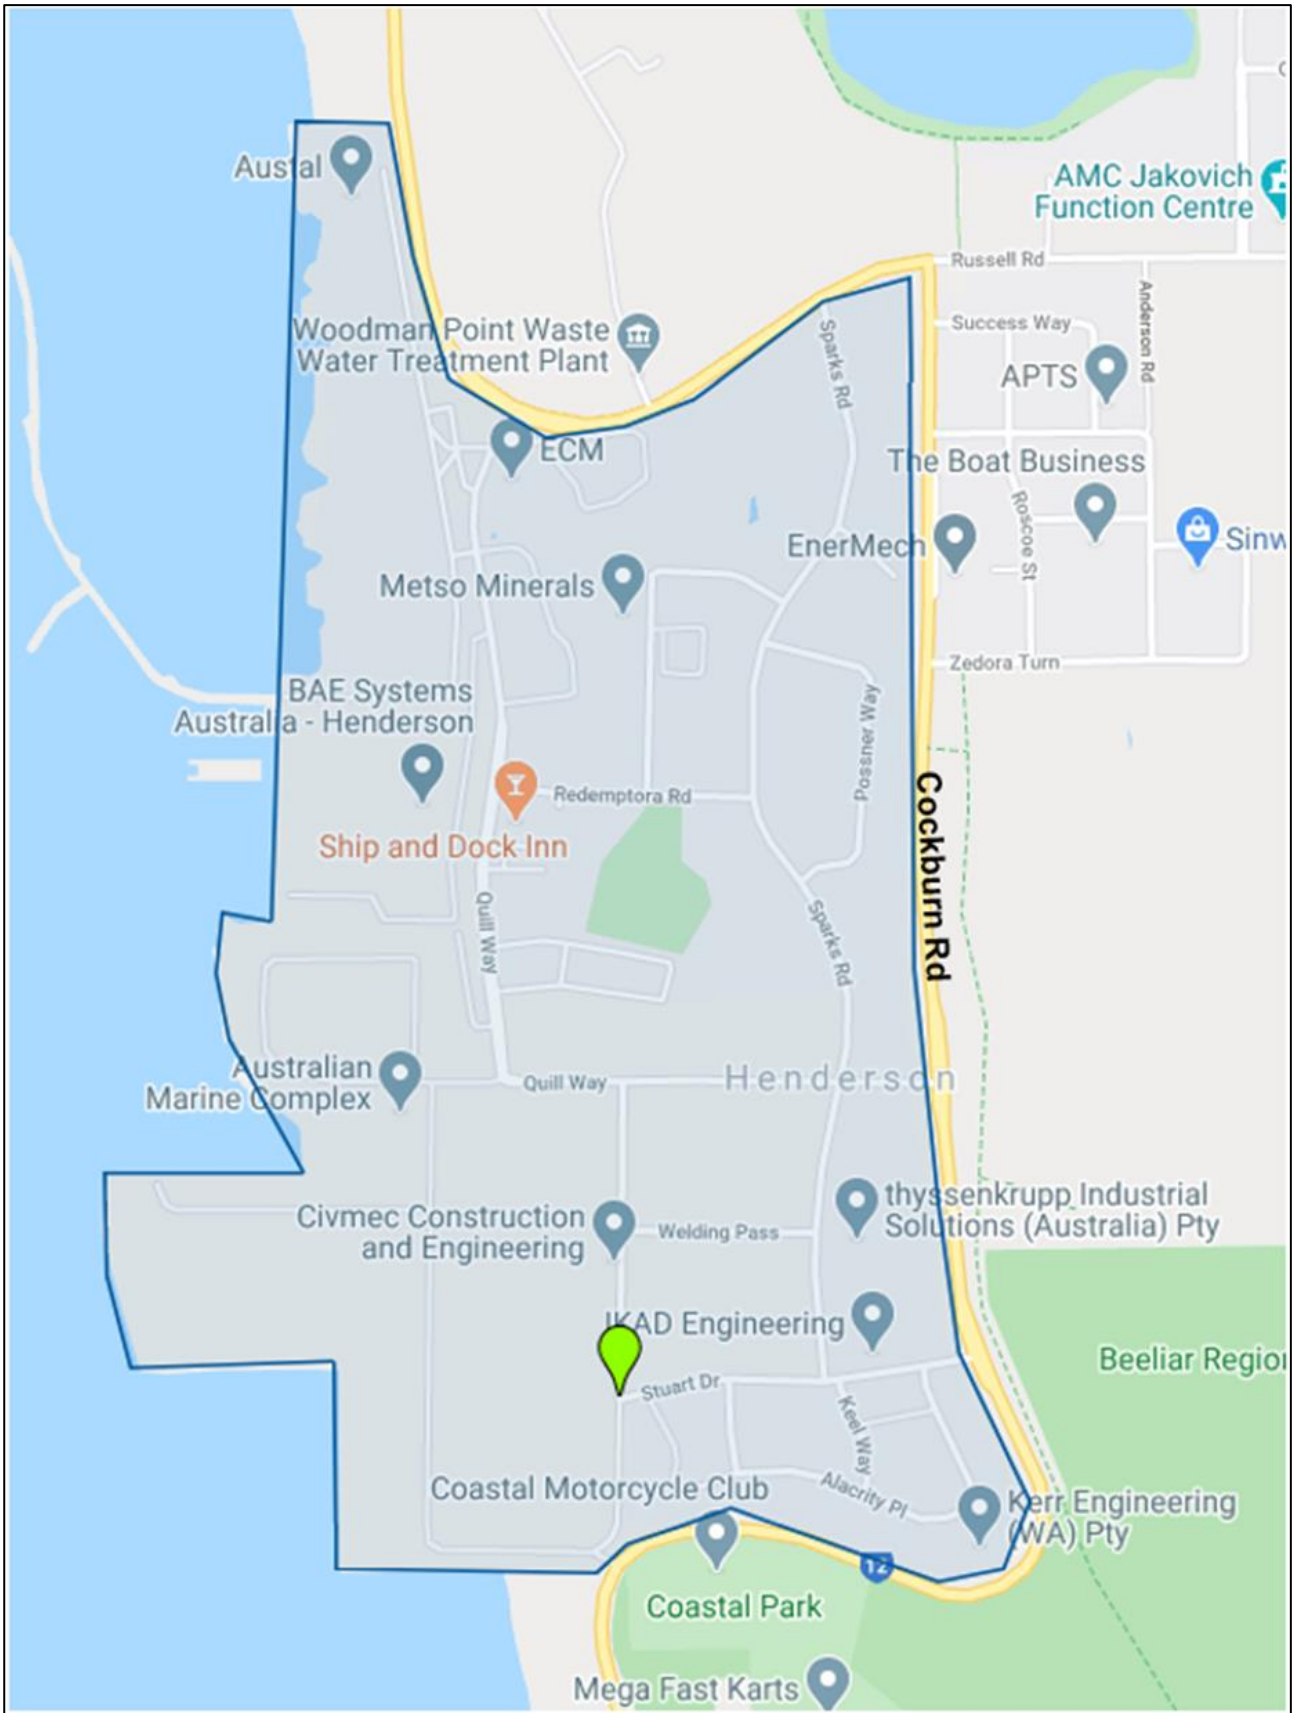 Austal
AMC Jakovich
Function Centre
Russell Rd
Anderson Rd
Success Way
Woodman Point Waste
Water Treatment Plant
Sparks Rd
APTS
ECM
The Boat Business
Roscoe St
EnerMech
Sinw
Metso Minerals
Zedora Turn
BAE Systems
Australia - Henderson
Possner Way
Redemptora Rd
Cockburn Rd
Ship and Dock Inn
Quill Way
Sparks Rd
Australian
Marine Complex
Quill Way
Henderson
thyssenkrupp Industrial
Solutions (Australia) Pty
Civmec Construction
and Engineering
Welding Pass
IKAD Engineering
Beeliar Region
Stuart Dr
Keel Way
Coastal Motorcycle Club
Alacrity Pl
Kerr Engineering
(WA) Pty
12
Coastal Park
Mega Fast Karts